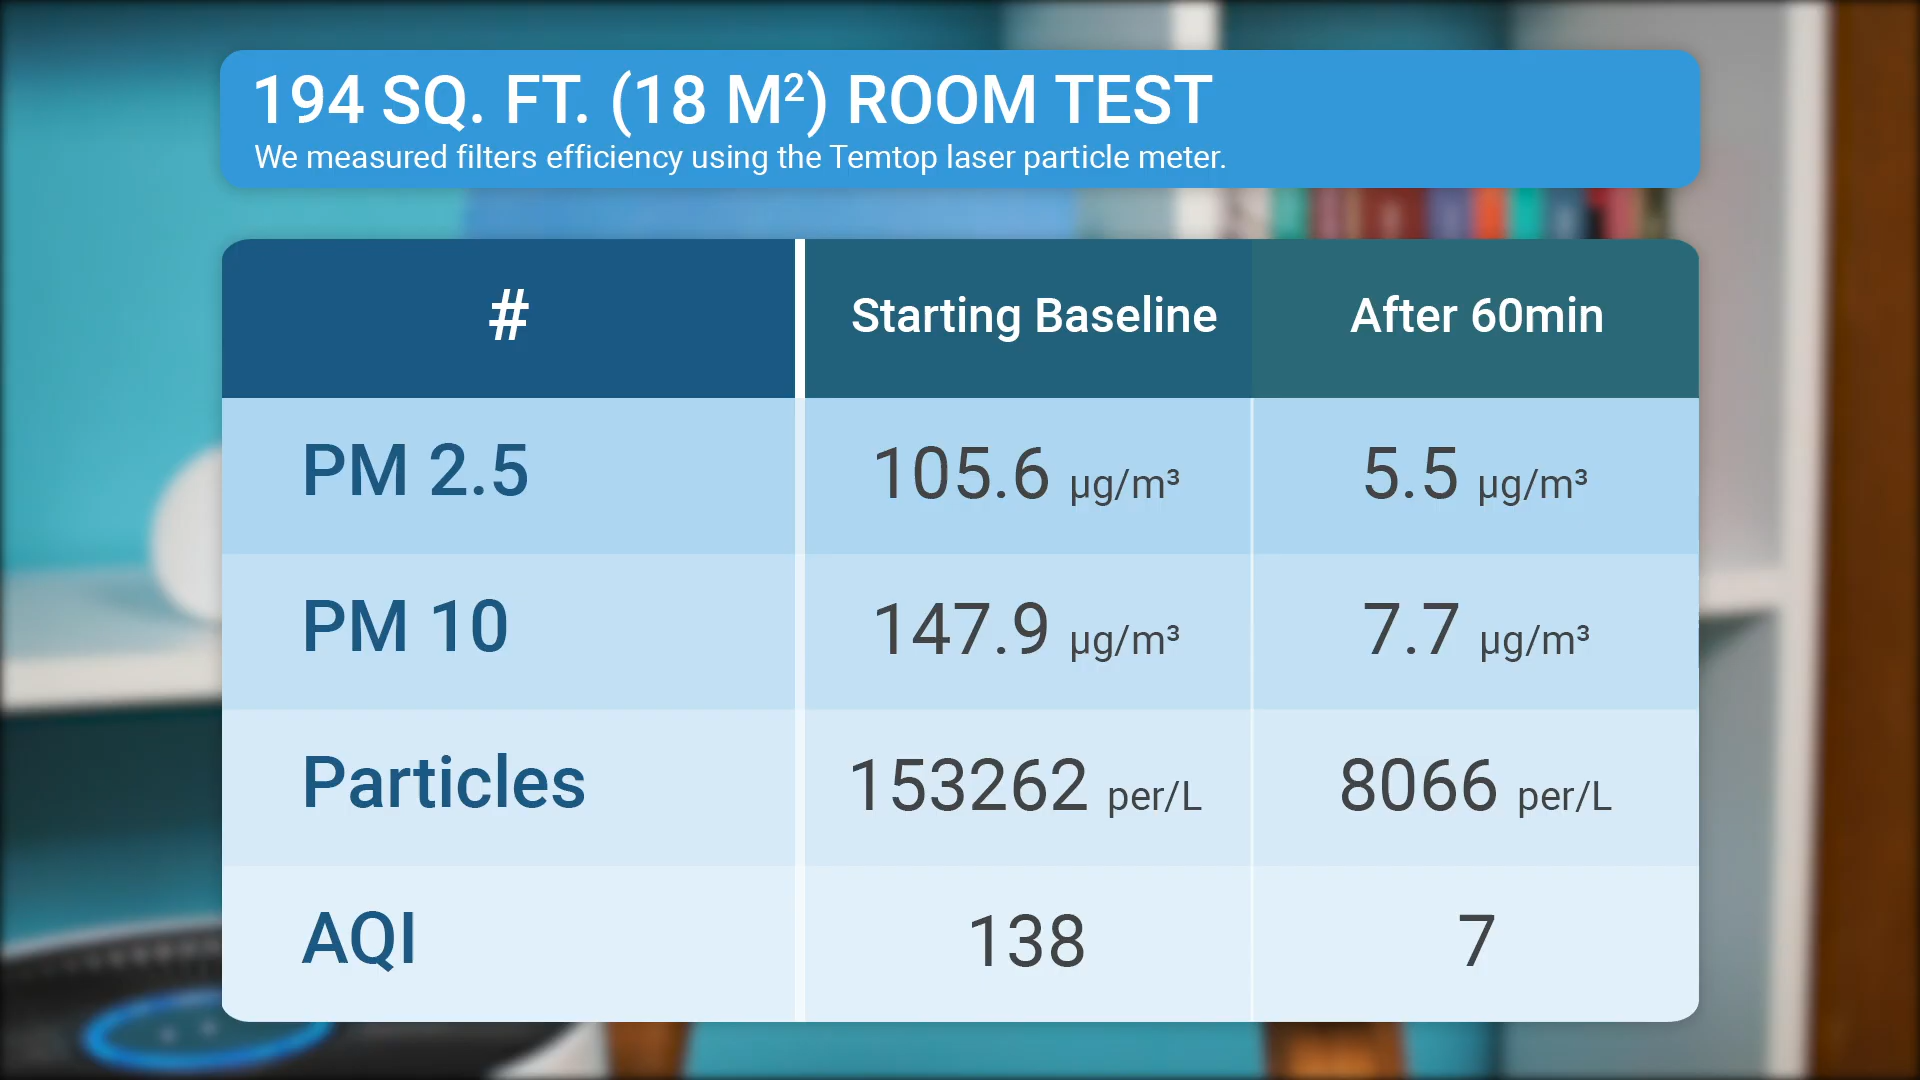 194 SQ. FT. (18 M²) ROOM TEST
We measured filters efficiency using the Temtop laser particle meter.
# Starting Baseline After 60min
PM 2.5 105.6 µg/m³ 5.5 µg/m³
PM 10 147.9 µg/m³ 7.7 µg/m³
Particles 153262 per/L 8066 per/L
AQI 138 7